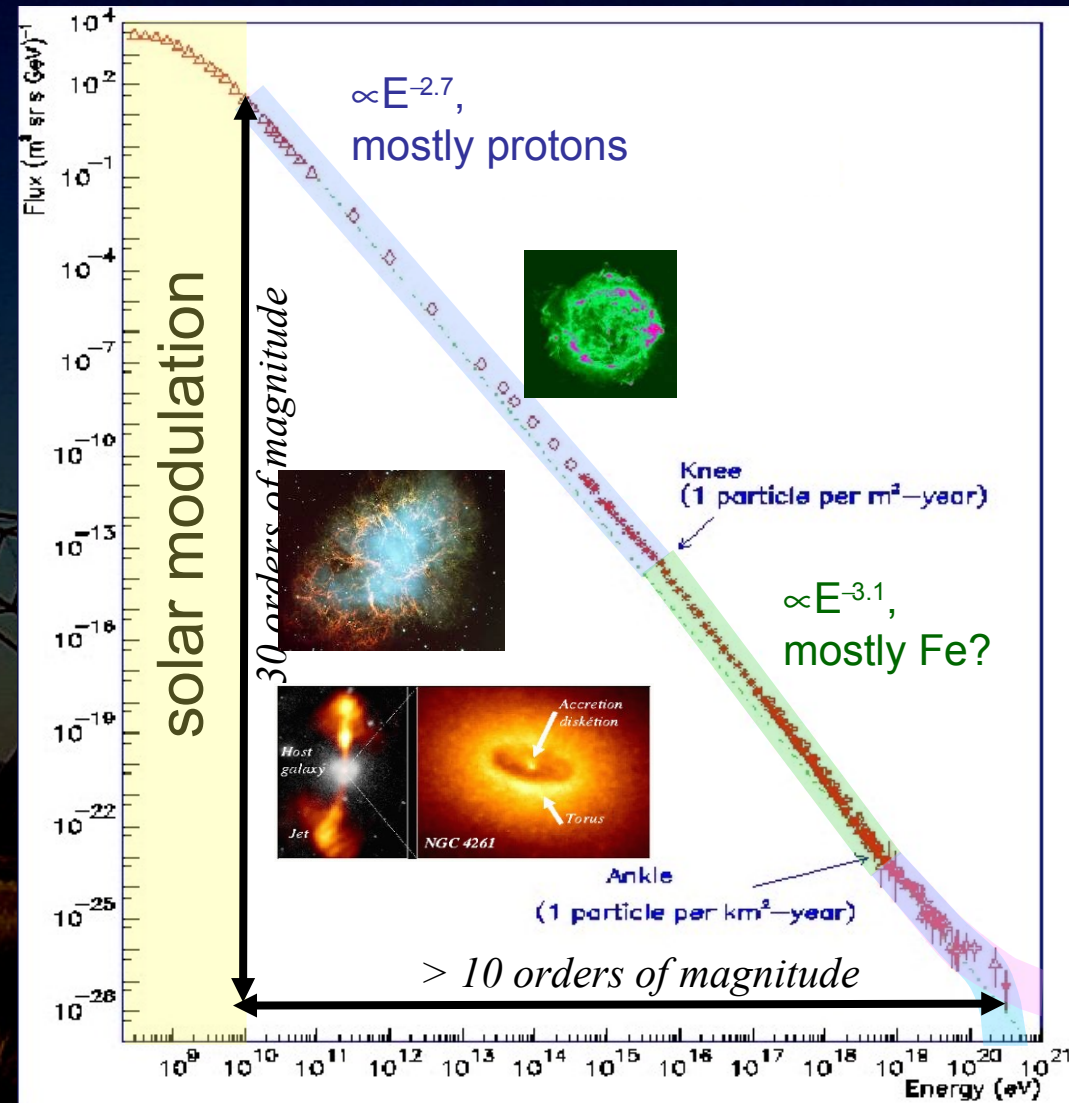 Flux (m² sr s GeV)⁻¹
10⁴
10²
10⁻¹
10⁻⁴
10⁻⁷
10⁻¹⁰
10⁻¹³
10⁻¹⁶
10⁻¹⁹
10⁻²²
10⁻²⁵
10⁻²⁸
solar modulation
30 orders of magnitude
∝E⁻²·⁷,
mostly protons
Knee
(1 particle per m²−year)
∝E⁻³·¹,
mostly Fe?
Host
galaxy
Jet
Accretion
diskétion
Torus
NGC 4261
Ankle
(1 particle per km²−year)
> 10 orders of magnitude
10⁹ 10¹⁰ 10¹¹ 10¹² 10¹³ 10¹⁴ 10¹⁵ 10¹⁶ 10¹⁷ 10¹⁸ 10¹⁹ 10²⁰ 10²¹
Energy (eV)